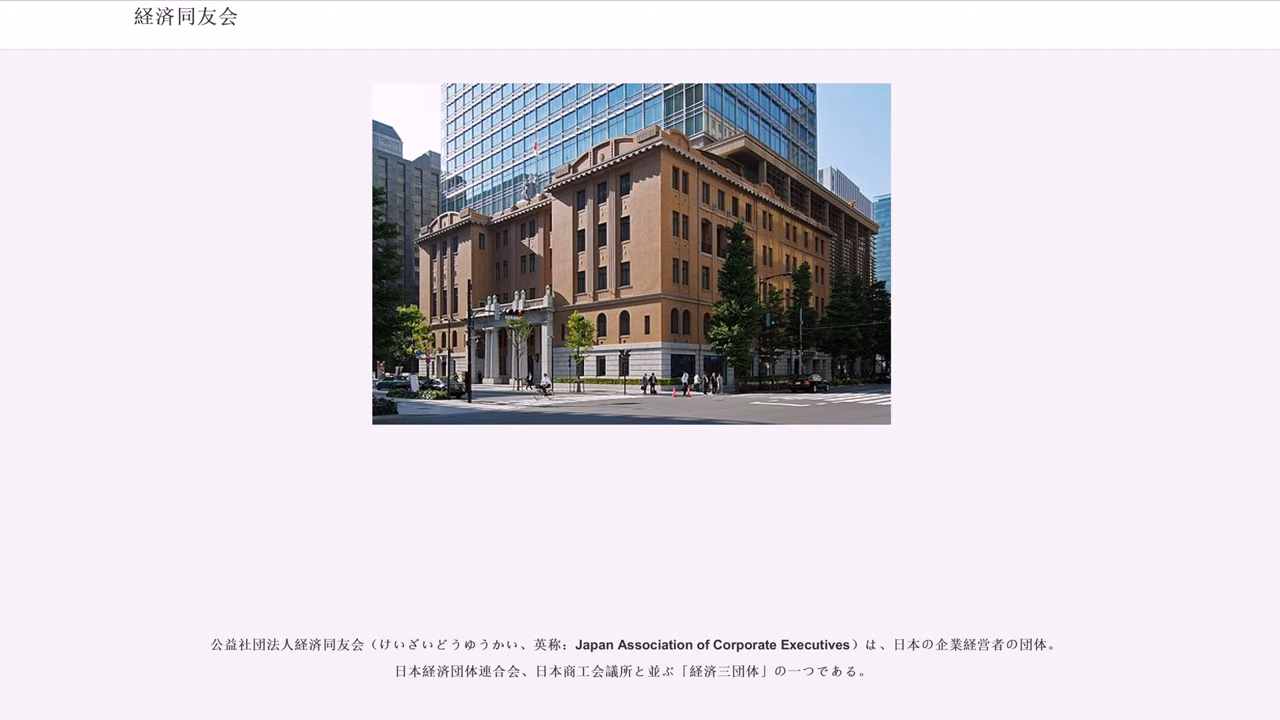 経済同友会
公益社団法人経済同友会（けいざいどうゆうかい、英称：Japan Association of Corporate Executives）は、日本の企業経営者の団体。
日本経済団体連合会、日本商工会議所と並ぶ「経済三団体」の一つである。